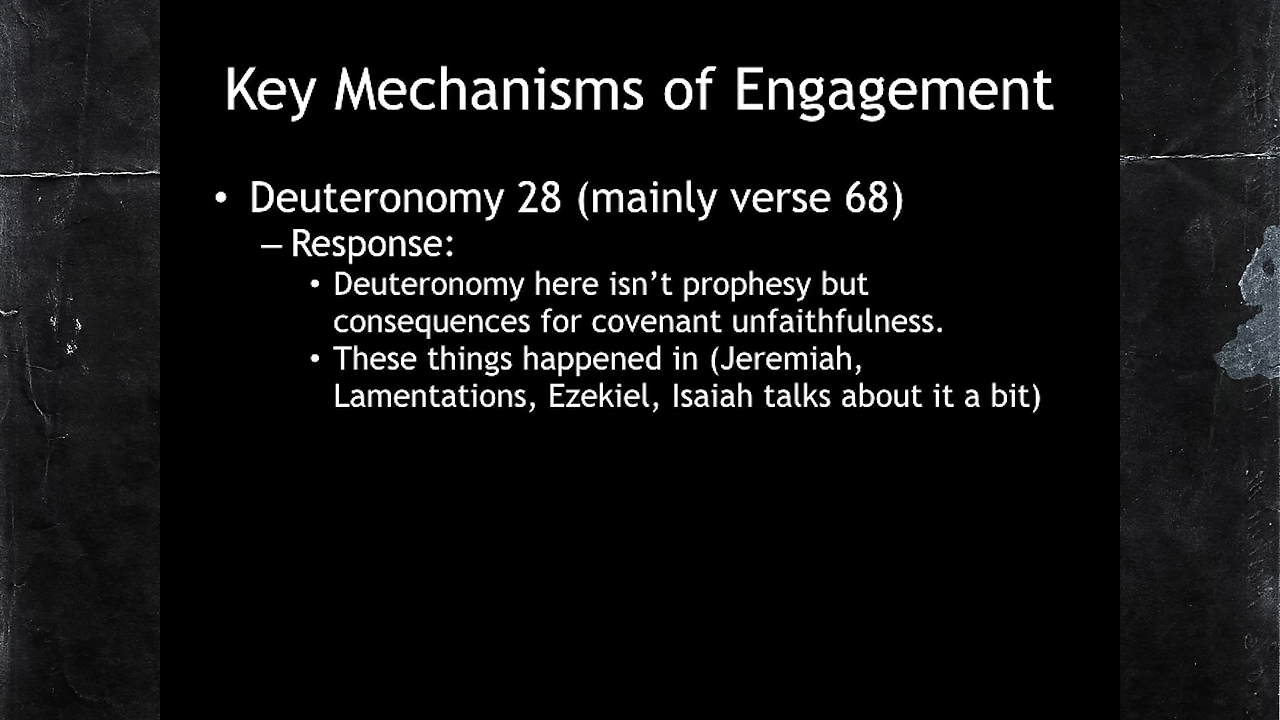 Key Mechanisms of Engagement
• Deuteronomy 28 (mainly verse 68)
– Response:
• Deuteronomy here isn’t prophesy but
consequences for covenant unfaithfulness.
• These things happened in (Jeremiah,
Lamentations, Ezekiel, Isaiah talks about it a bit)